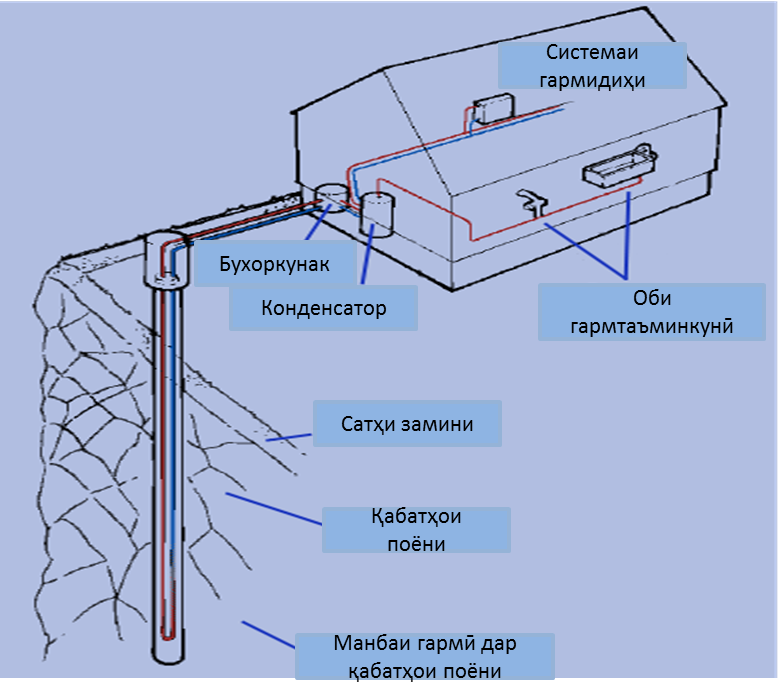 Системаи
гармидиҳи
Бухоркунак
Конденсатор
Оби
гармтаъминкунӣ
Сатҳи замини
Қабатҳои
поёни
Манбаи гармӣ дар
қабатҳои поёни